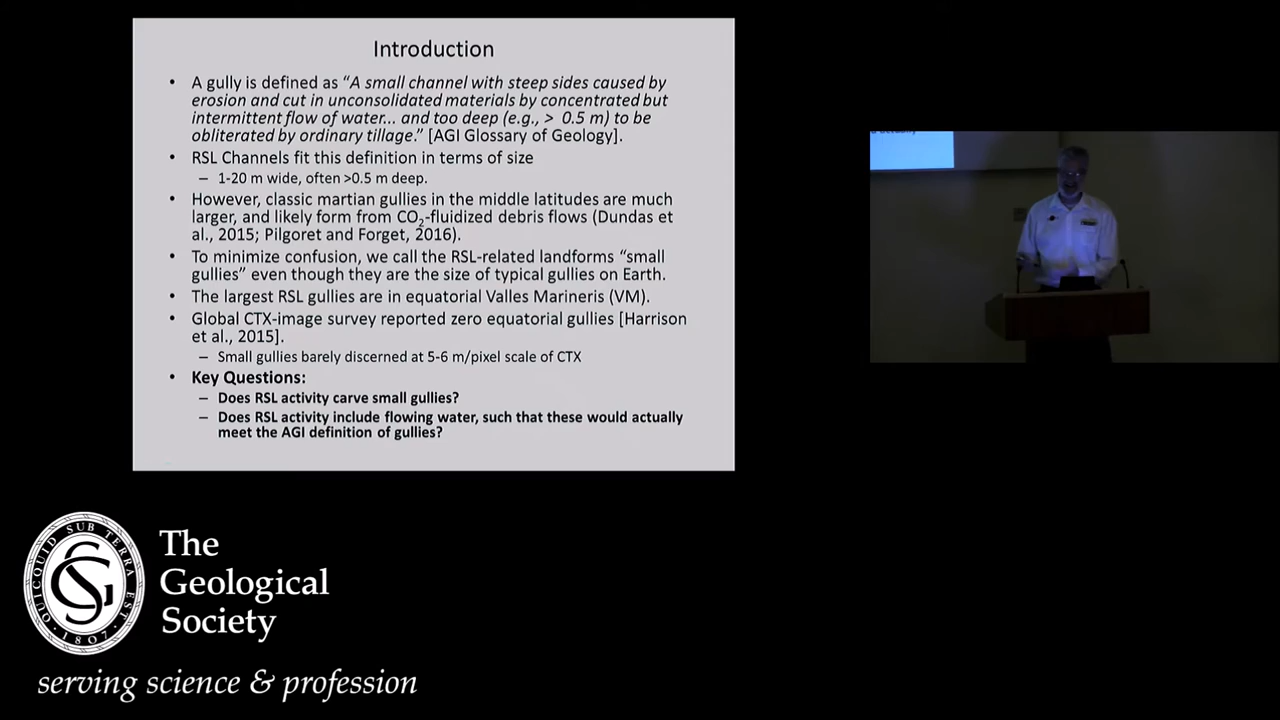 Introduction
• A gully is defined as “A small channel with steep sides caused by
erosion and cut in unconsolidated materials by concentrated but
intermittent flow of water... and too deep (e.g., > 0.5 m) to be
obliterated by ordinary tillage.” [AGI Glossary of Geology].
• RSL Channels fit this definition in terms of size
– 1-20 m wide, often >0.5 m deep.
• However, classic martian gullies in the middle latitudes are much
larger, and likely form from CO2-fluidized debris flows (Dundas et
al., 2015; Pilgoret and Forget, 2016).
• To minimize confusion, we call the RSL-related landforms “small
gullies” even though they are the size of typical gullies on Earth.
• The largest RSL gullies are in equatorial Valles Marineris (VM).
• Global CTX-image survey reported zero equatorial gullies [Harrison
et al., 2015].
– Small gullies barely discerned at 5-6 m/pixel scale of CTX
• Key Questions:
– Does RSL activity carve small gullies?
– Does RSL activity include flowing water, such that these would actually
meet the AGI definition of gullies?
actually
QUICQUID SUB TERRA EST
GS
· 1807 ·
The
Geological
Society
serving science & profession